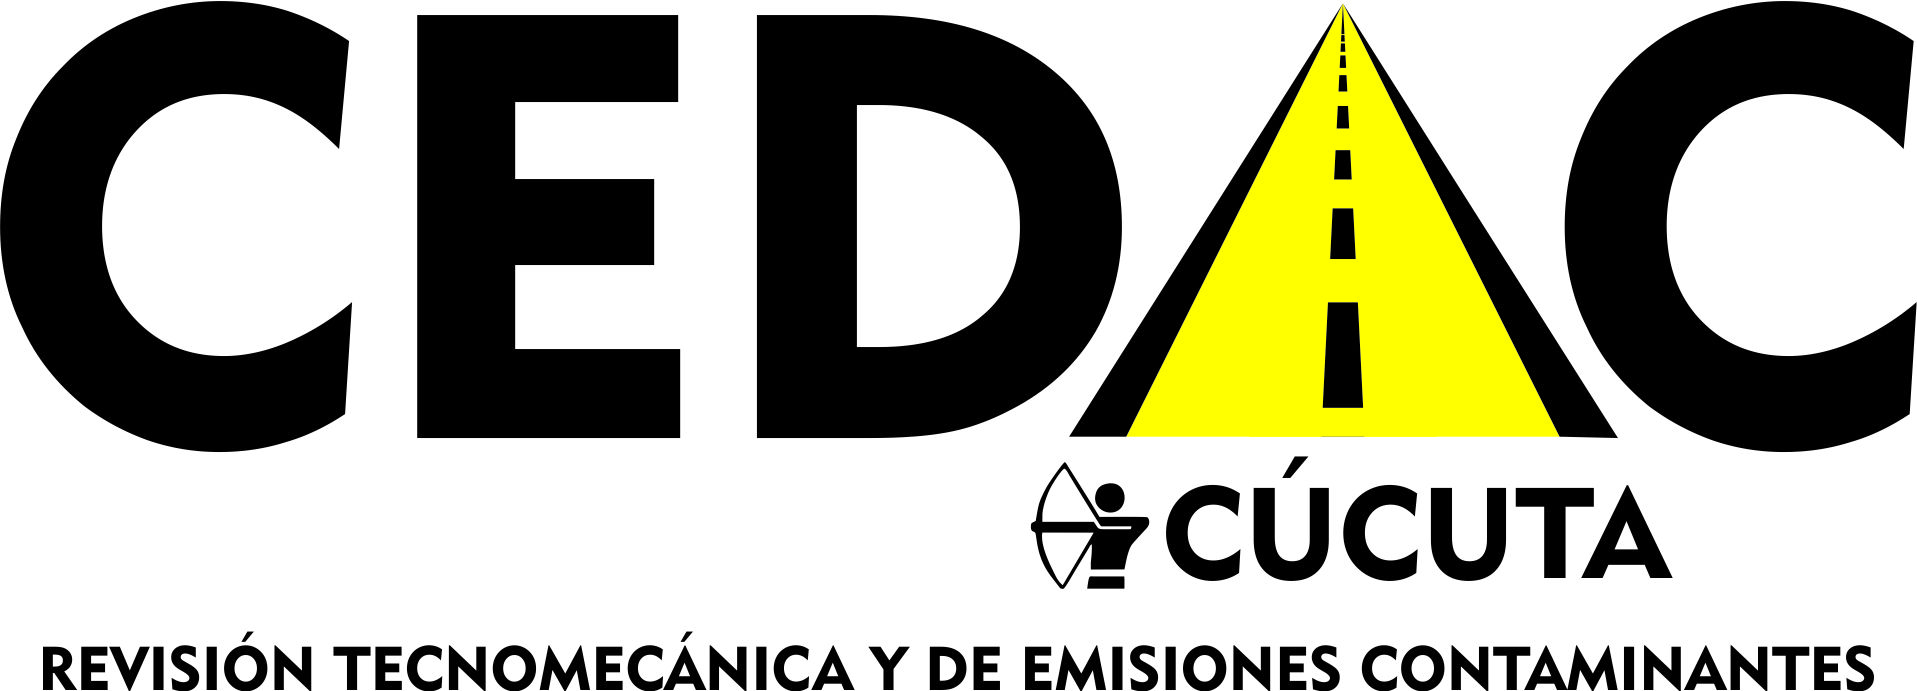 CEDAC
CÚCUTA
REVISIÓN TECNOMECÁNICA Y DE EMISIONES CONTAMINANTES